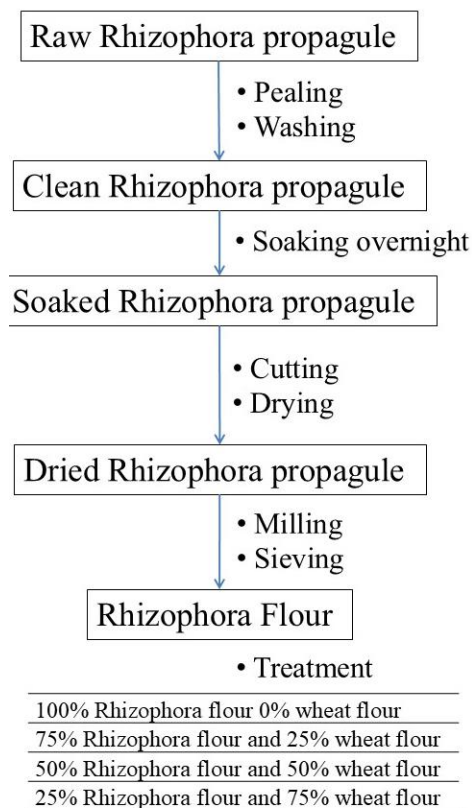 Raw Rhizophora propagule
• Pealing
• Washing
Clean Rhizophora propagule
• Soaking overnight
Soaked Rhizophora propagule
• Cutting
• Drying
Dried Rhizophora propagule
• Milling
• Sieving
Rhizophora Flour
• Treatment
100% Rhizophora flour 0% wheat flour
75% Rhizophora flour and 25% wheat flour
50% Rhizophora flour and 50% wheat flour
25% Rhizophora flour and 75% wheat flour